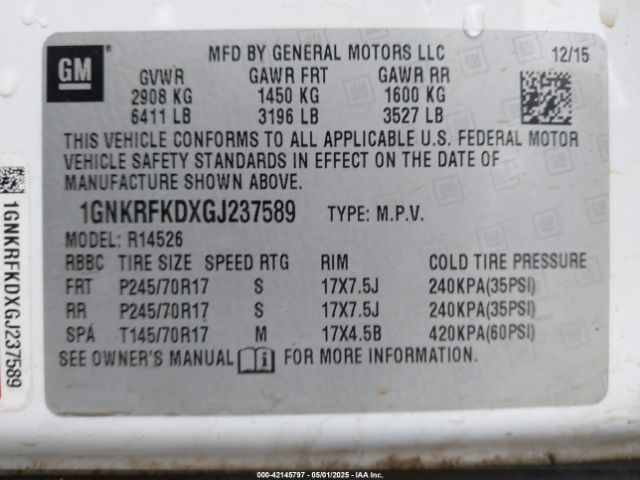 GM
MFD BY GENERAL MOTORS LLC 12/15
GVWR GAWR FRT GAWR RR
2908 KG 1450 KG 1600 KG
6411 LB 3196 LB 3527 LB
THIS VEHICLE CONFORMS TO ALL APPLICABLE U.S. FEDERAL MOTOR
VEHICLE SAFETY STANDARDS IN EFFECT ON THE DATE OF
MANUFACTURE SHOWN ABOVE.
1GNKRFKDXGJ237589 TYPE: M.P.V.
MODEL: R14526
RBBC TIRE SIZE SPEED RTG RIM COLD TIRE PRESSURE
FRT P245/70R17 S 17X7.5J 240KPA(35PSI)
RR P245/70R17 S 17X7.5J 240KPA(35PSI)
SPA T145/70R17 M 17X4.5B 420KPA(60PSI)
SEE OWNER'S MANUAL i FOR MORE INFORMATION.
1GNKRFKDXGJ237589
000-42145797 - 05/01/2025 - IAAI Inc.